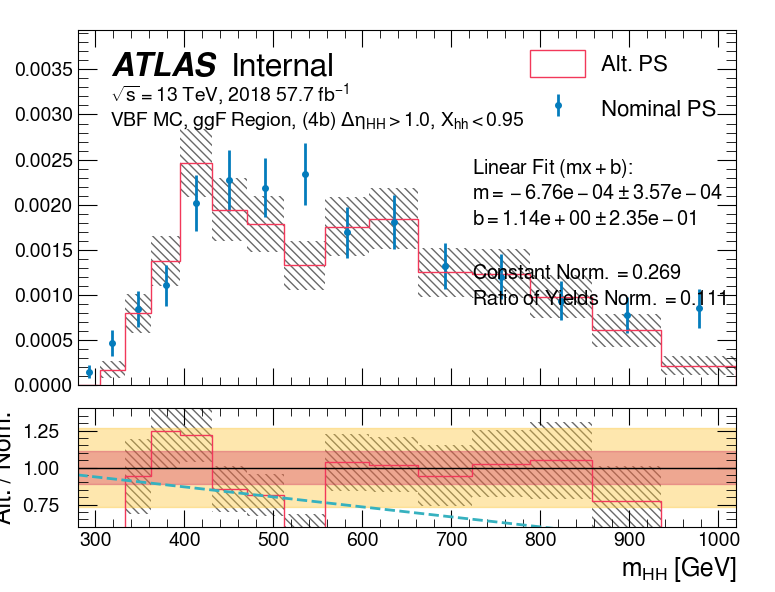 ATLAS Internal
√s = 13 TeV, 2018 57.7 fb⁻¹
VBF MC, ggF Region, (4b) Δη_HH > 1.0, X_hh < 0.95
Alt. PS
Nominal PS
Linear Fit (mx + b):
m = − 6.76e − 04 ± 3.57e − 04
b = 1.14e + 00 ± 2.35e − 01
Constant Norm. = 0.269
Ratio of Yields Norm. = 0.111
0.0035
0.0030
0.0025
0.0020
0.0015
0.0010
0.0005
0.0000
Alt. / Nom.
1.25
1.00
0.75
300 400 500 600 700 800 900 1000
m_HH [GeV]